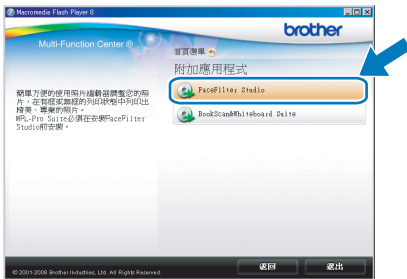 Macromedia Flash Player 8
brother
Multi-Function Center ®
首頁選單
附加應用程式
簡單方便的使用照片編輯器調整您的照
片，在有框或無框的列印狀態中列印出
精美、專業的照片。
MFL-Pro Suite必須在安裝FaceFilter
Studio前安裝。
FaceFilter Studio
BookScan&Whiteboard Suite
© 2001-2008 Brother Industries, Ltd. All Rights Reserved.
返回
退出